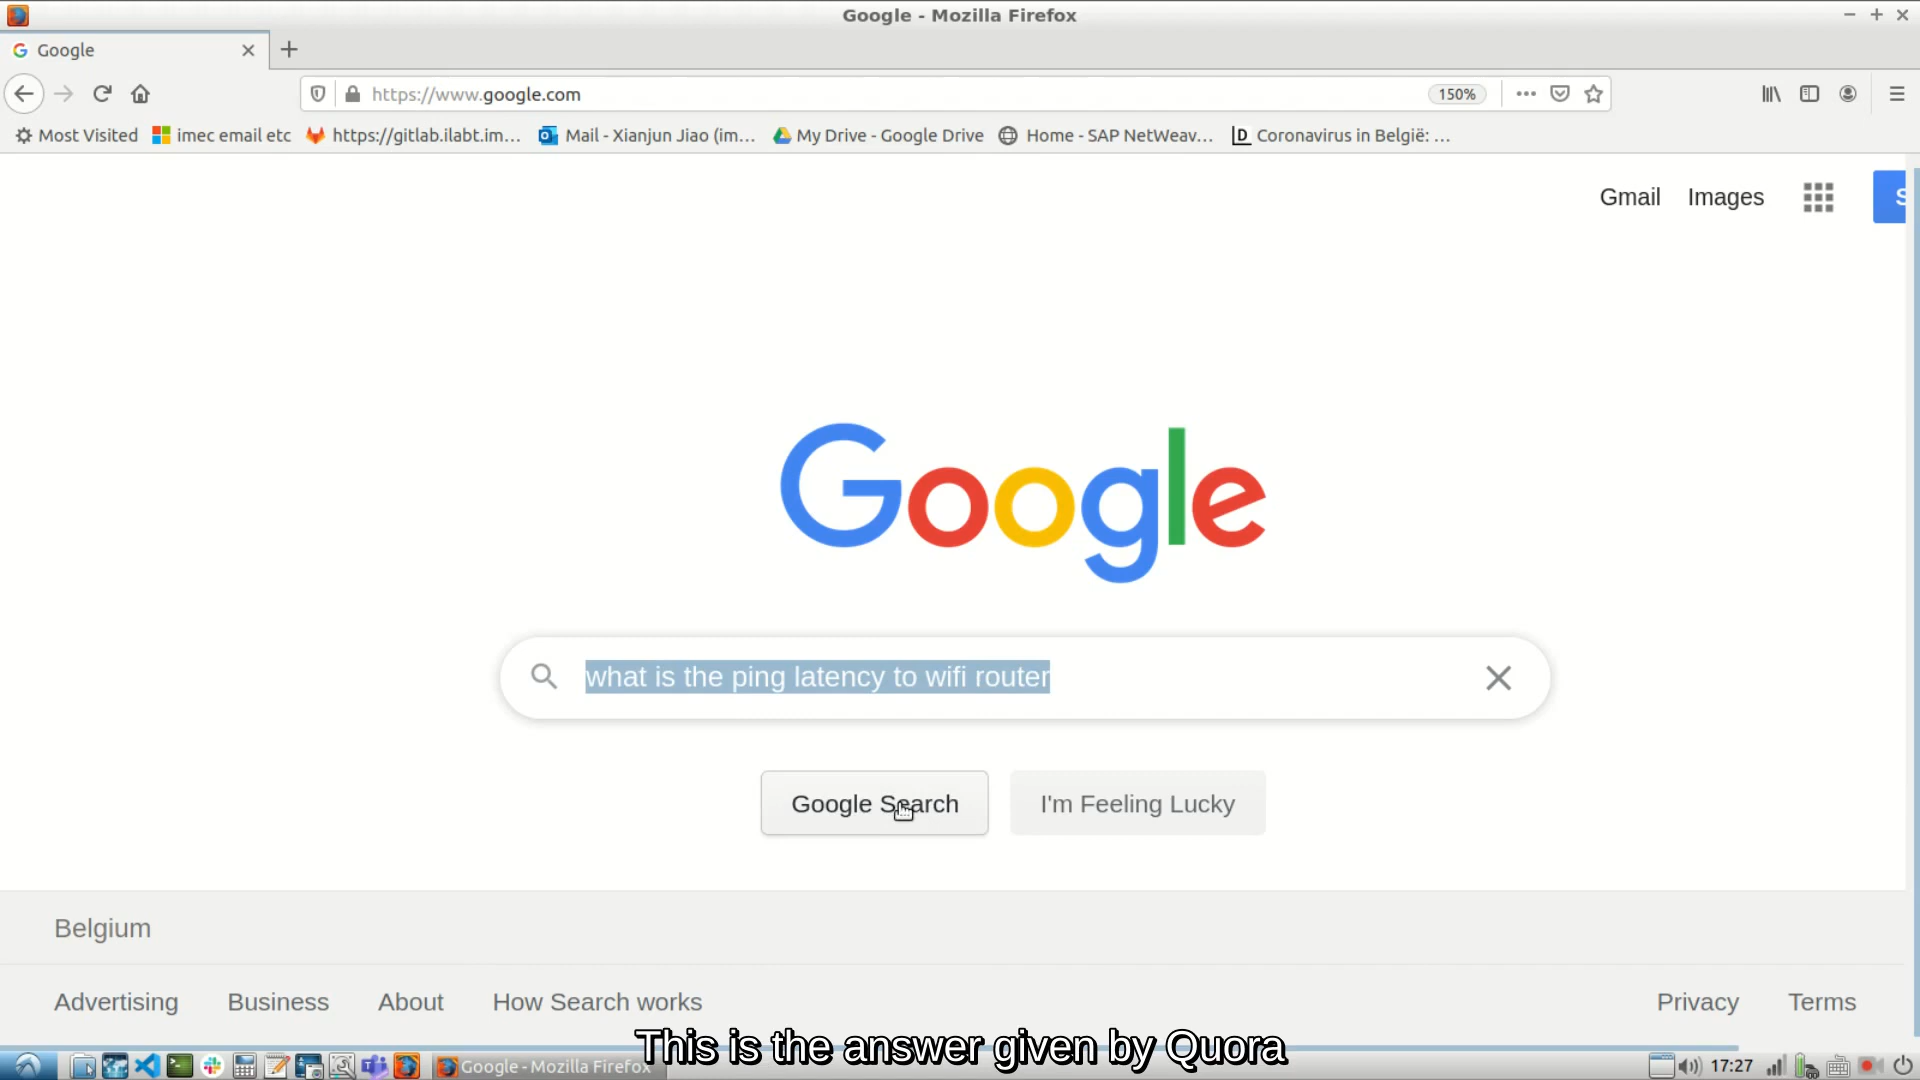 Google - Mozilla Firefox
Google
https://www.google.com
150%
Most Visited
imec email etc
https://gitlab.ilabt.im...
Mail - Xianjun Jiao (im...
My Drive - Google Drive
Home - SAP NetWeav...
Coronavirus in België: ...
Gmail
Images
S
Google
what is the ping latency to wifi router
Google Search
I'm Feeling Lucky
Belgium
Advertising
Business
About
How Search works
Privacy
Terms
This is the answer given by Quora
Google - Mozilla Firefox
17:27